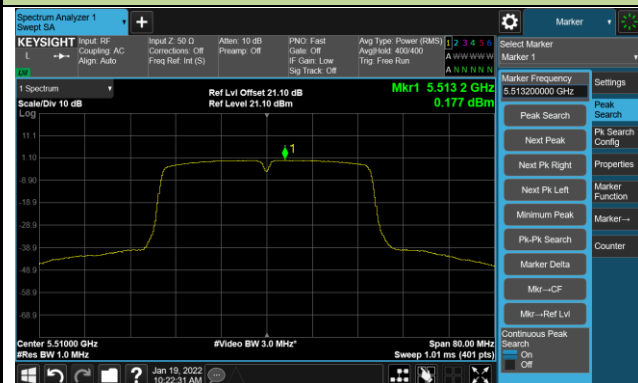 Spectrum Analyzer 1
Swept SA
Marker
KEYSIGHT
Input: RF
Coupling: AC
Align: Auto
Input Z: 50 Ω
Corrections: Off
Freq Ref: Int (S)
Atten: 10 dB
Preamp: Off
PNO: Fast
Gate: Off
IF Gain: Low
Sig Track: Off
Avg Type: Power (RMS)
Avg|Hold: 400/400
Trig: Free Run
1 2 3 4 5 6
A W W W W W
A N N N N N
L
LVI
Select Marker
Marker 1
1 Spectrum
Scale/Div 10 dB
Log
Ref Lvl Offset 21.10 dB
Ref Level 21.10 dBm
Mkr1 5.513 2 GHz
0.177 dBm
11.1
1.10
-8.90
-18.9
-28.9
-38.9
-48.9
-58.9
-68.9
1
Center 5.51000 GHz
#Res BW 1.0 MHz
#Video BW 3.0 MHz*
Span 80.00 MHz
Sweep 1.01 ms (401 pts)
Marker Frequency
5.513200000 GHz
Peak Search
Next Peak
Next Pk Right
Next Pk Left
Minimum Peak
Pk-Pk Search
Marker Delta
Mkr→CF
Mkr→Ref Lvl
Continuous Peak
Search
On
Off
Settings
Peak
Search
Pk Search
Config
Properties
Marker
Function
Marker→
Counter
Jan 19, 2022
10:22:31 AM